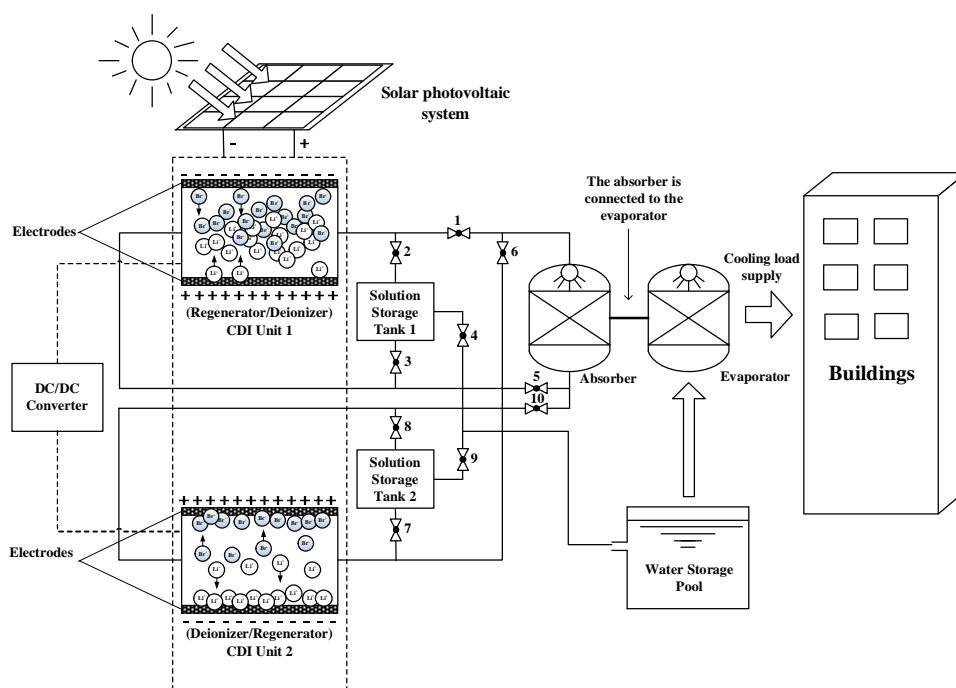 Solar photovoltaic
system
- +
- - - - - - - - - - - -
Br-
Li+
Electrodes
+ + + + + + + + + + + +
(Regenerator/Deionizer)
CDI Unit 1
1
2
6
The absorber is
connected to the
evaporator
Cooling load
supply
Solution
Storage
Tank 1
4
3
5
10
Absorber
Evaporator
Buildings
DC/DC
Converter
8
9
Solution
Storage
Tank 2
7
+ + + + + + + + + + + +
Br-
Li+
Electrodes
- - - - - - - - - - - -
(Deionizer/Regenerator)
CDI Unit 2
Water Storage
Pool